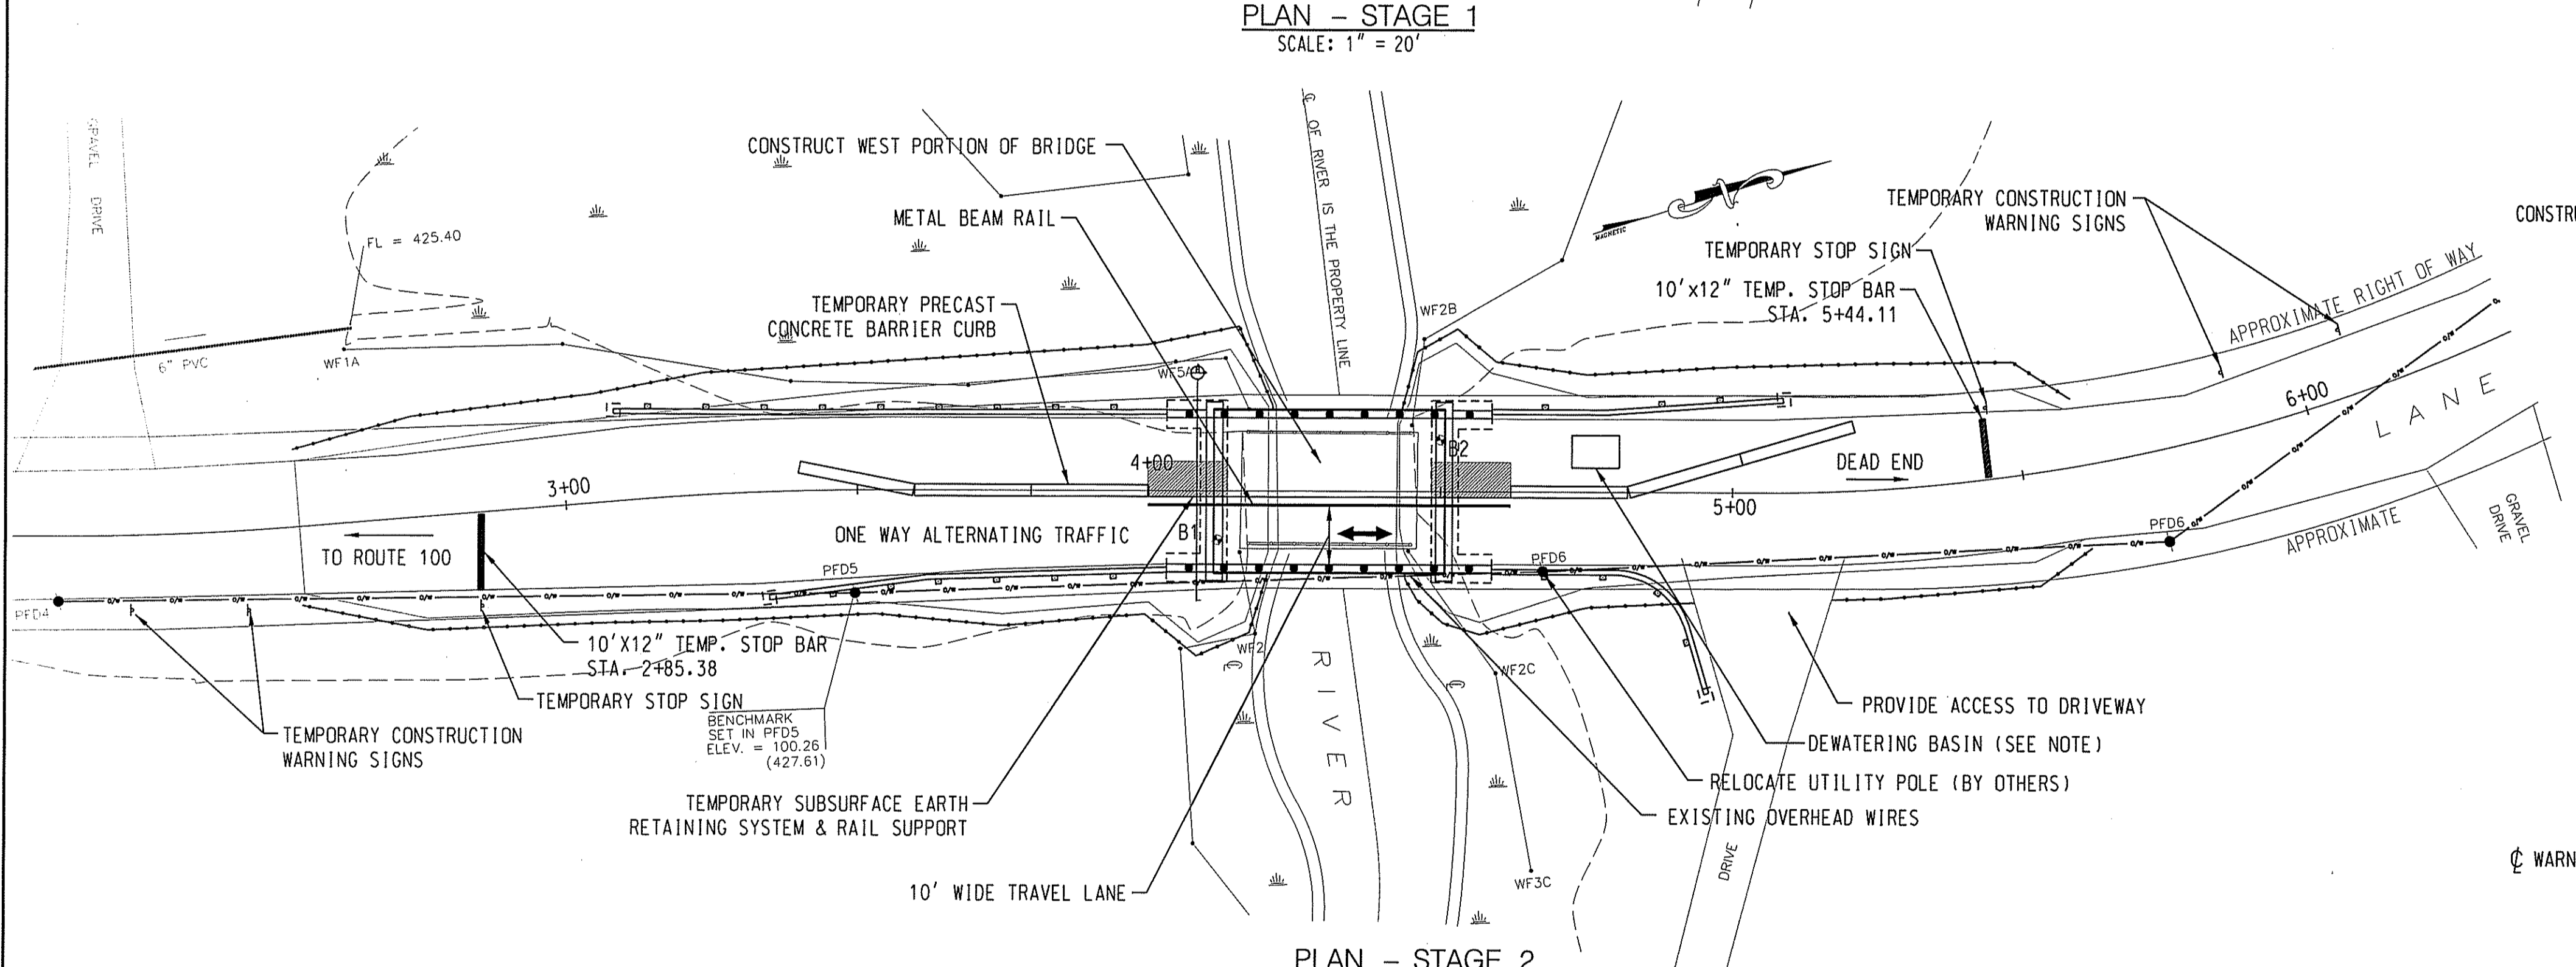 PLAN - STAGE 1
SCALE: 1" = 20'
GRAVEL DRIVE
CONSTRUCT WEST PORTION OF BRIDGE
℄ OF RIVER IS THE PROPERTY LINE
METAL BEAM RAIL
MAGNETIC
N
TEMPORARY CONSTRUCTION
WARNING SIGNS
CONSTRU
FL = 425.40
TEMPORARY STOP SIGN
10'x12" TEMP. STOP BAR
STA. 5+44.11
APPROXIMATE RIGHT OF WAY
TEMPORARY PRECAST
CONCRETE BARRIER CURB
WF2B
6" PVC
WF1A
WF5A
6+00
LANE
4+00
B2
DEAD END
3+00
5+00
GRAVEL
DRIVE
ONE WAY ALTERNATING TRAFFIC
B1
TO ROUTE 100
PFD6
APPROXIMATE
PFD5
PFD6
PFD4
O/W
10'X12" TEMP. STOP BAR
STA. 2+85.38
WF2
℄
RIVER
WF2C
℄
TEMPORARY STOP SIGN
BENCHMARK
SET IN PFD5
ELEV. = 100.26
(427.61)
PROVIDE ACCESS TO DRIVEWAY
TEMPORARY CONSTRUCTION
WARNING SIGNS
DEWATERING BASIN (SEE NOTE)
RELOCATE UTILITY POLE (BY OTHERS)
TEMPORARY SUBSURFACE EARTH
RETAINING SYSTEM & RAIL SUPPORT
EXISTING OVERHEAD WIRES
DRIVE
℄ WARN
WF3C
10' WIDE TRAVEL LANE
PLAN - STAGE 2